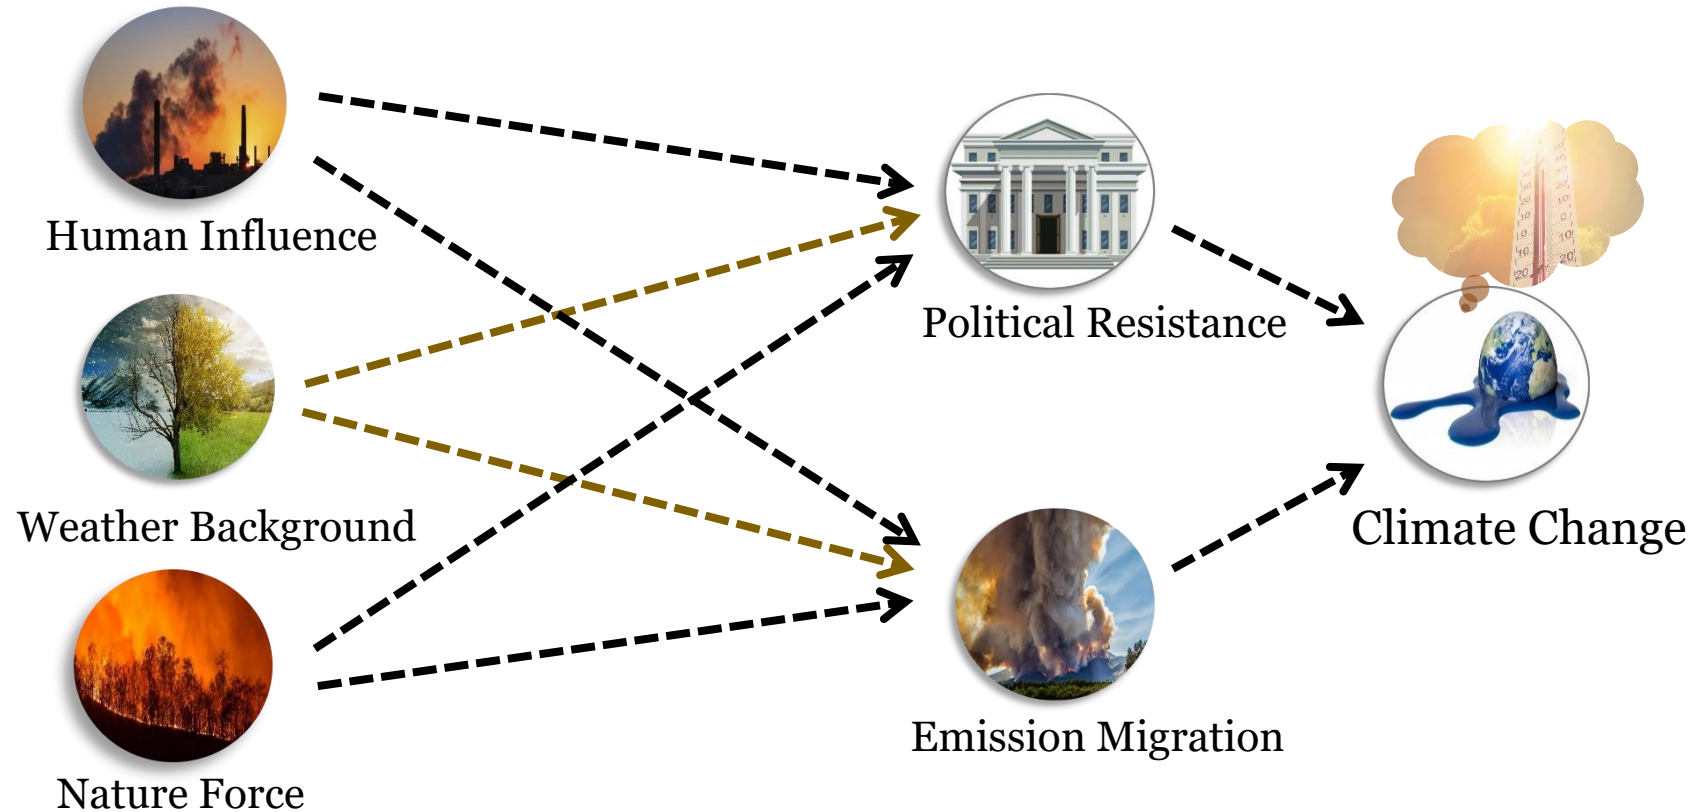 Human Influence
Political Resistance
Weather Background
Climate Change
Emission Migration
Nature Force